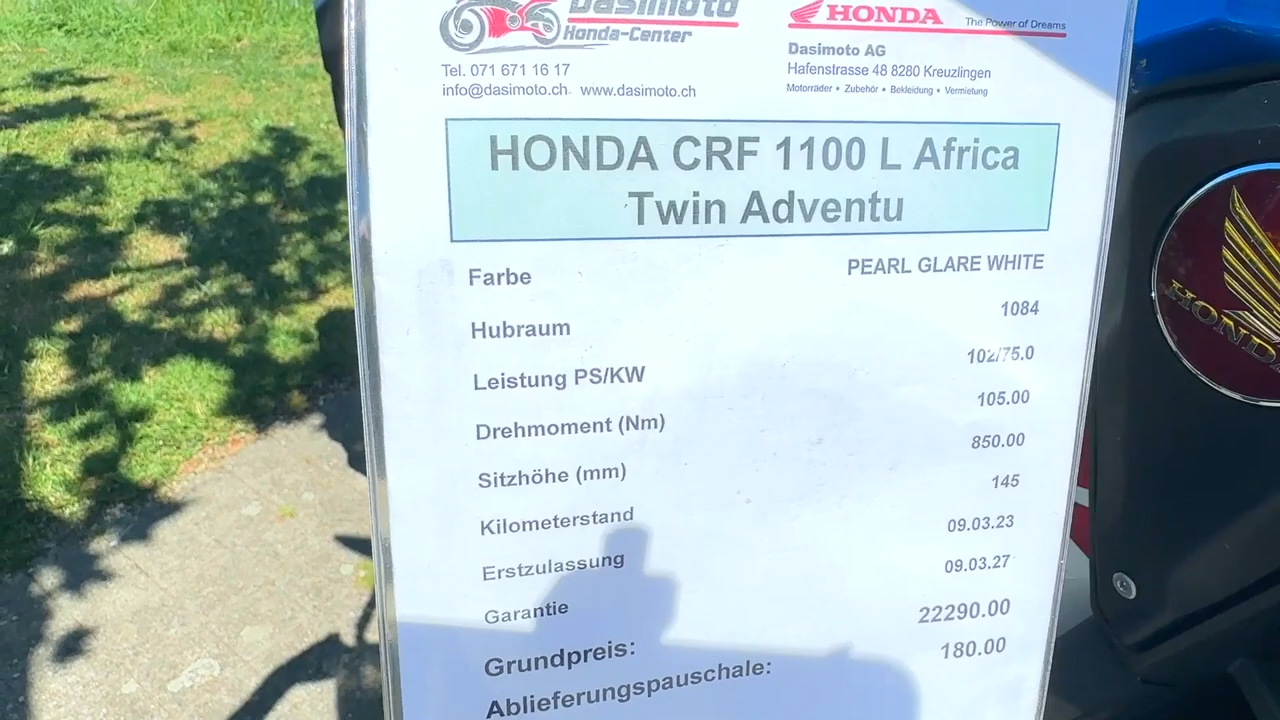 Dasimoto
Honda-Center
Tel. 071 671 16 17
info@dasimoto.ch www.dasimoto.ch
HONDA The Power of Dreams
Dasimoto AG
Hafenstrasse 48 8280 Kreuzlingen
Motorräder • Zubehör • Bekleidung • Vermietung
HONDA CRF 1100 L Africa
Twin Adventu
Farbe PEARL GLARE WHITE
Hubraum 1084
Leistung PS/KW 102/75.0
Drehmoment (Nm) 105.00
Sitzhöhe (mm) 850.00
Kilometerstand 145
Erstzulassung 09.03.23
Garantie 09.03.27
Grundpreis: 22290.00
Ablieferungspauschale: 180.00
HONDA